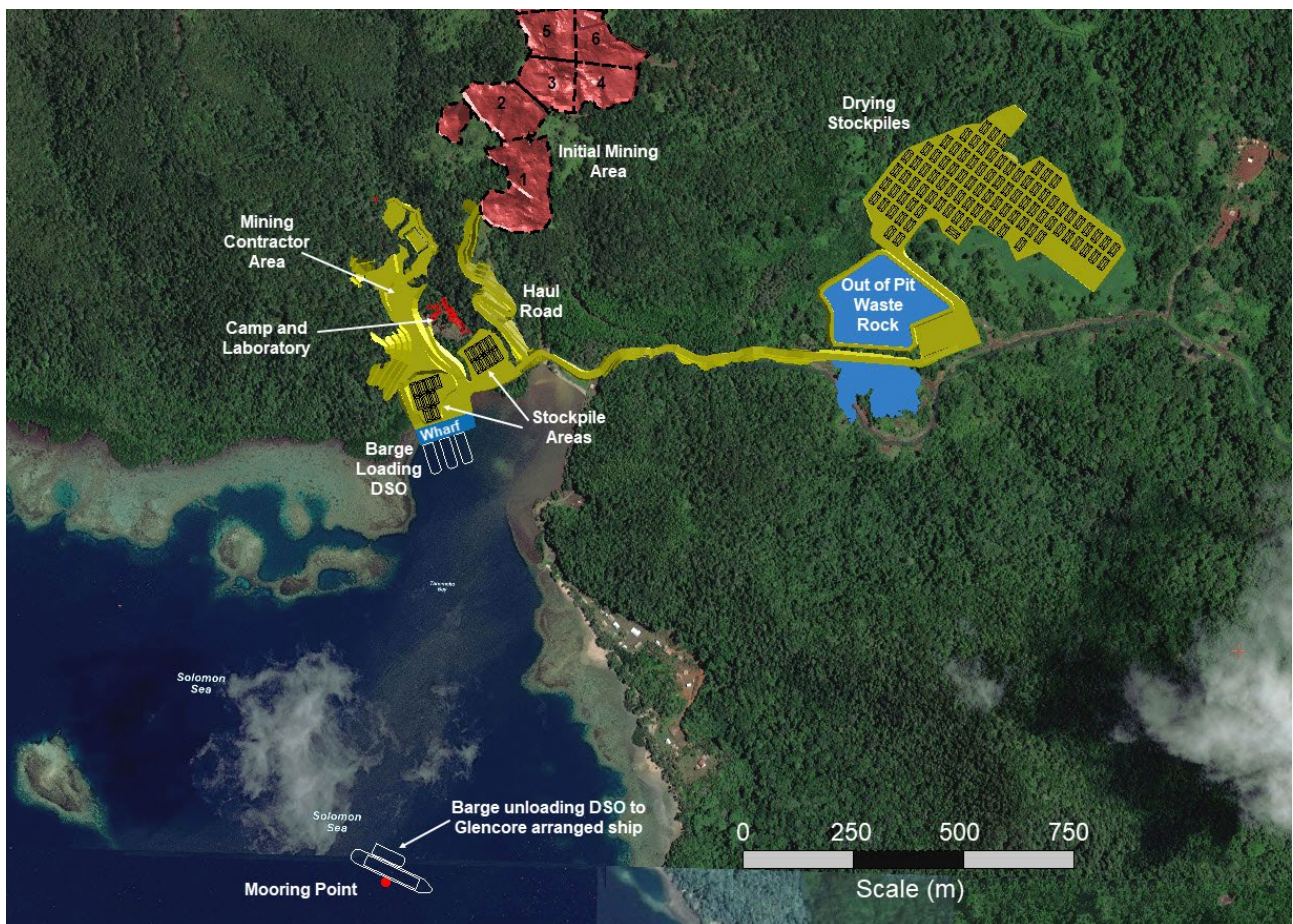 5
6
3
4
2
1
Initial Mining
Area
Drying
Stockpiles
Mining
Contractor
Area
Haul
Road
Camp and
Laboratory
Out of Pit
Waste
Rock
Stockpile
Areas
Wharf
Barge
Loading
DSO
Solomon
Sea
Solomon
Sea
Barge unloading DSO to
Glencore arranged ship
Mooring Point
0 250 500 750
Scale (m)